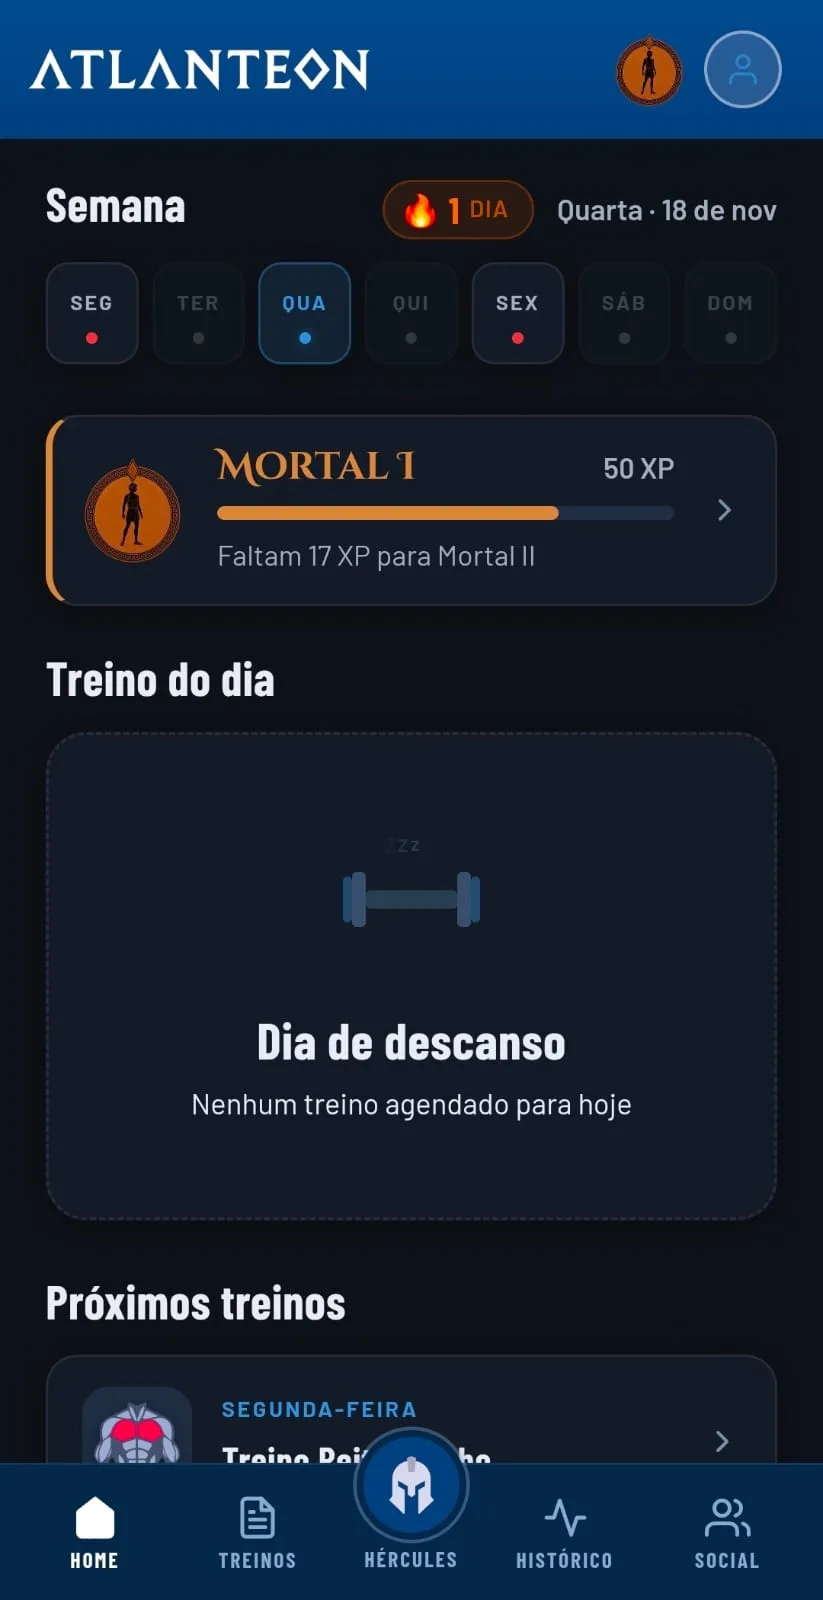 ATLANTEON
Semana
1 DIA
Quarta · 18 de nov
SEG TER QUA QUI SEX SÁB DOM
MORTAL I
50 XP
Faltam 17 XP para Mortal II
Treino do dia
zzz
Dia de descanso
Nenhum treino agendado para hoje
Próximos treinos
SEGUNDA-FEIRA
Treino
HOME TREINOS HÉRCULES HISTÓRICO SOCIAL